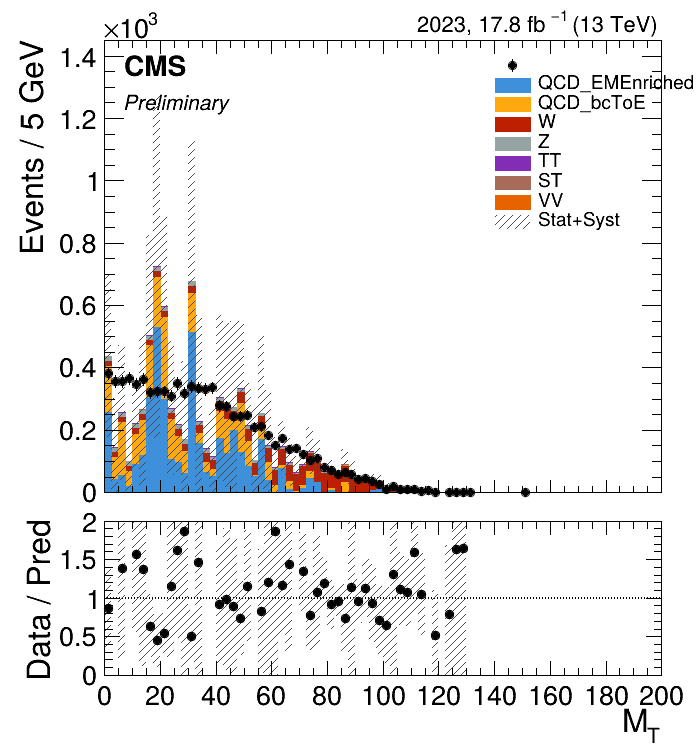 ×10³
2023, 17.8 fb⁻¹ (13 TeV)
Events / 5 GeV
1.4
1.2
1
0.8
0.6
0.4
0.2
0
CMS
Preliminary
QCD_EMEnriched
QCD_bcToE
W
Z
TT
ST
VV
Stat+Syst
Data / Pred
2
1.5
1
0.5
0
0 20 40 60 80 100 120 140 160 180 200
M_T